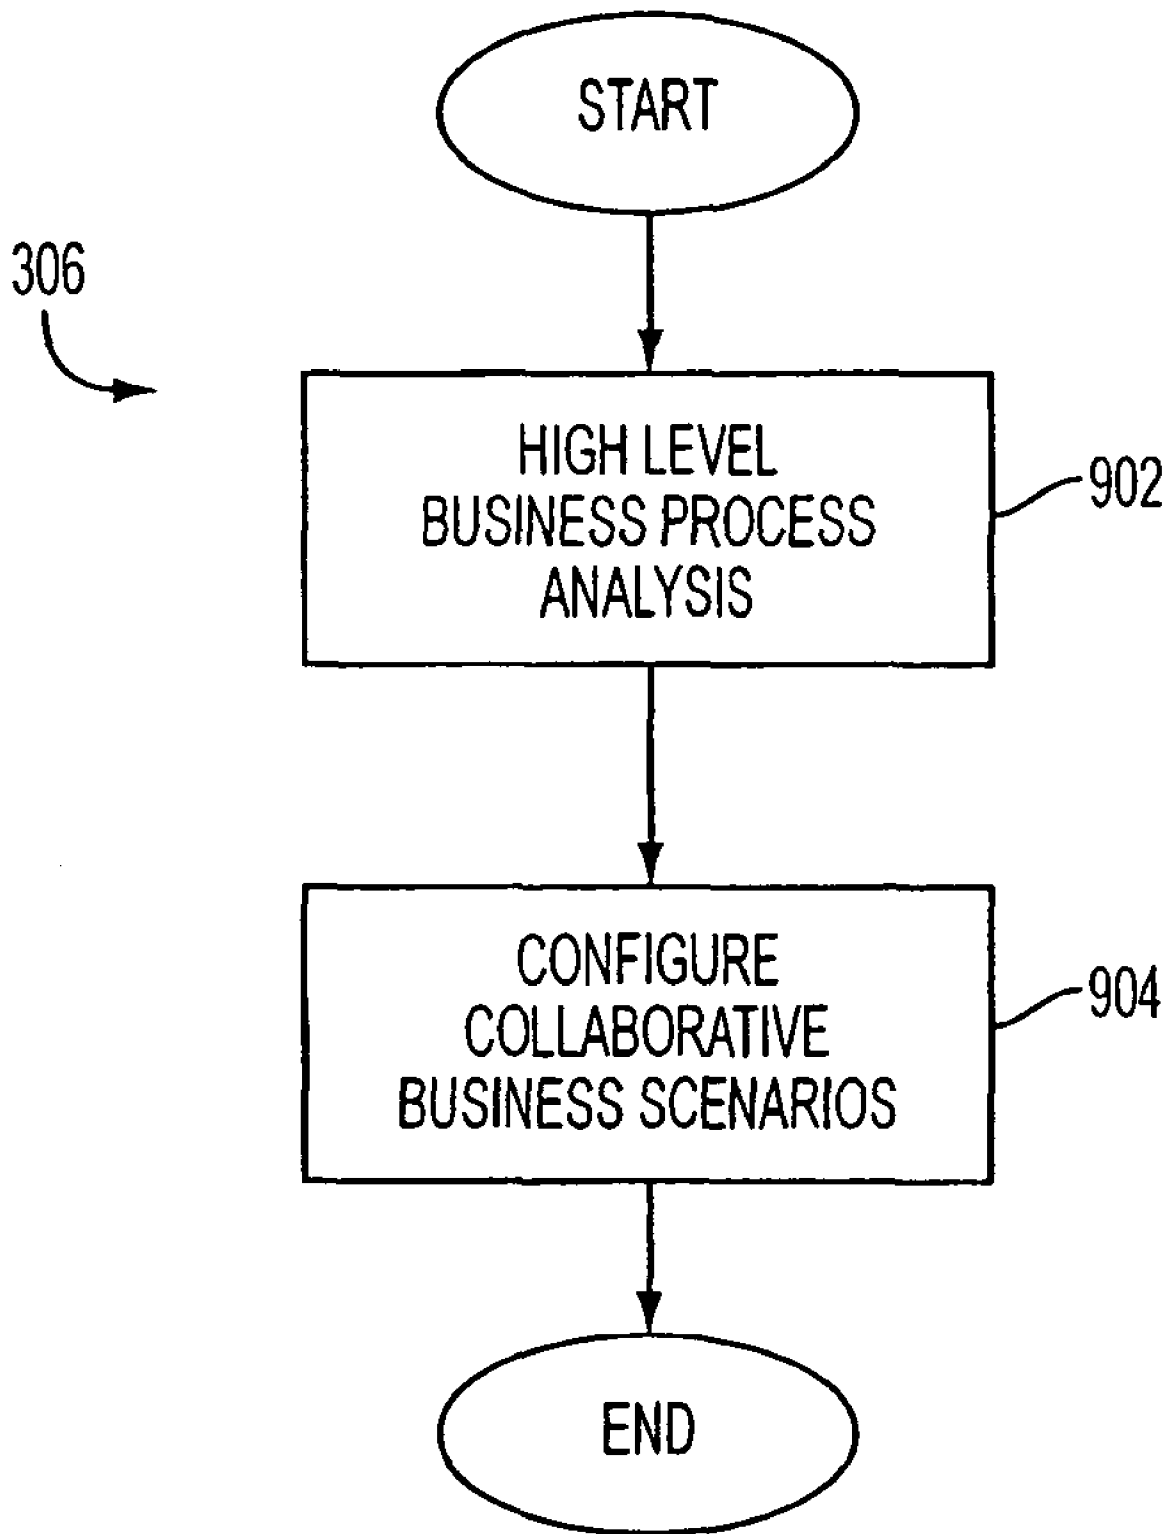 START
306
HIGH LEVEL
BUSINESS PROCESS
ANALYSIS
902
CONFIGURE
COLLABORATIVE
BUSINESS SCENARIOS
904
END